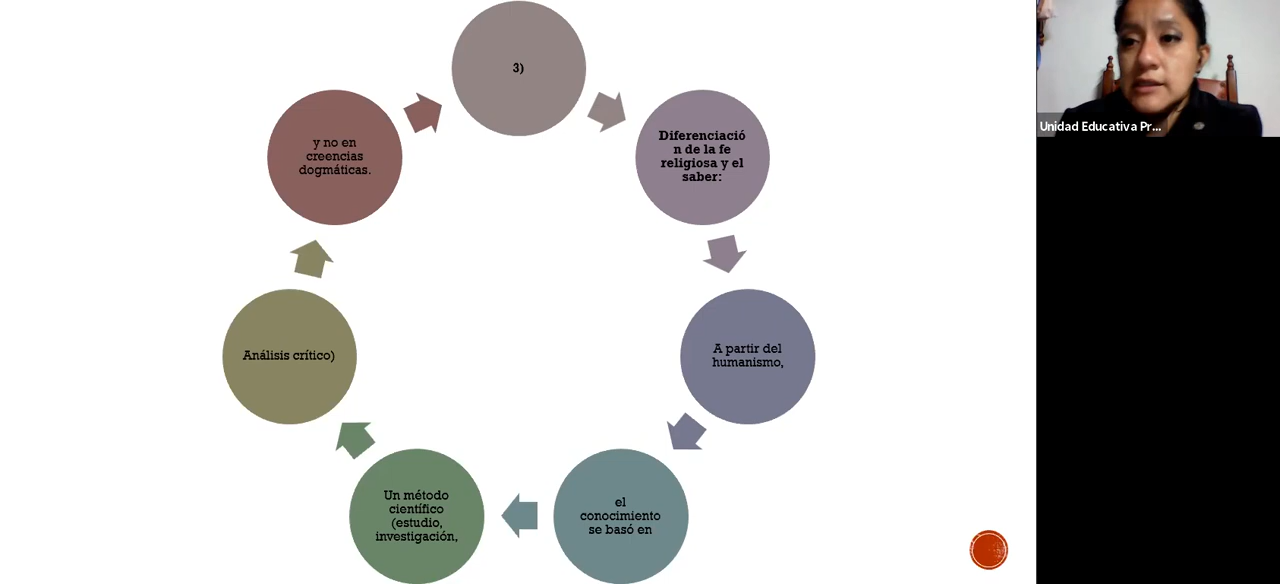 3)
Diferenciació
n de la fe
religiosa y el
saber:
A partir del
humanismo,
el
conocimiento
se basó en
Un método
científico
(estudio,
investigación,
Análisis crítico)
y no en
creencias
dogmáticas.
Unidad Educativa Pr...